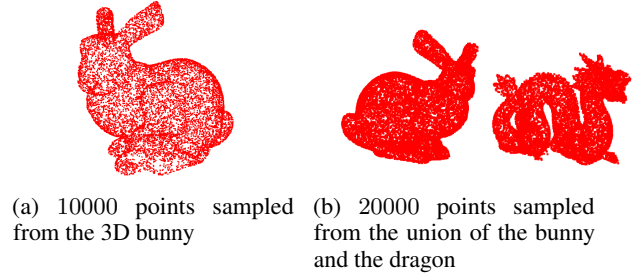 (a) 10000 points sampled
from the 3D bunny
(b) 20000 points sampled
from the union of the bunny
and the dragon